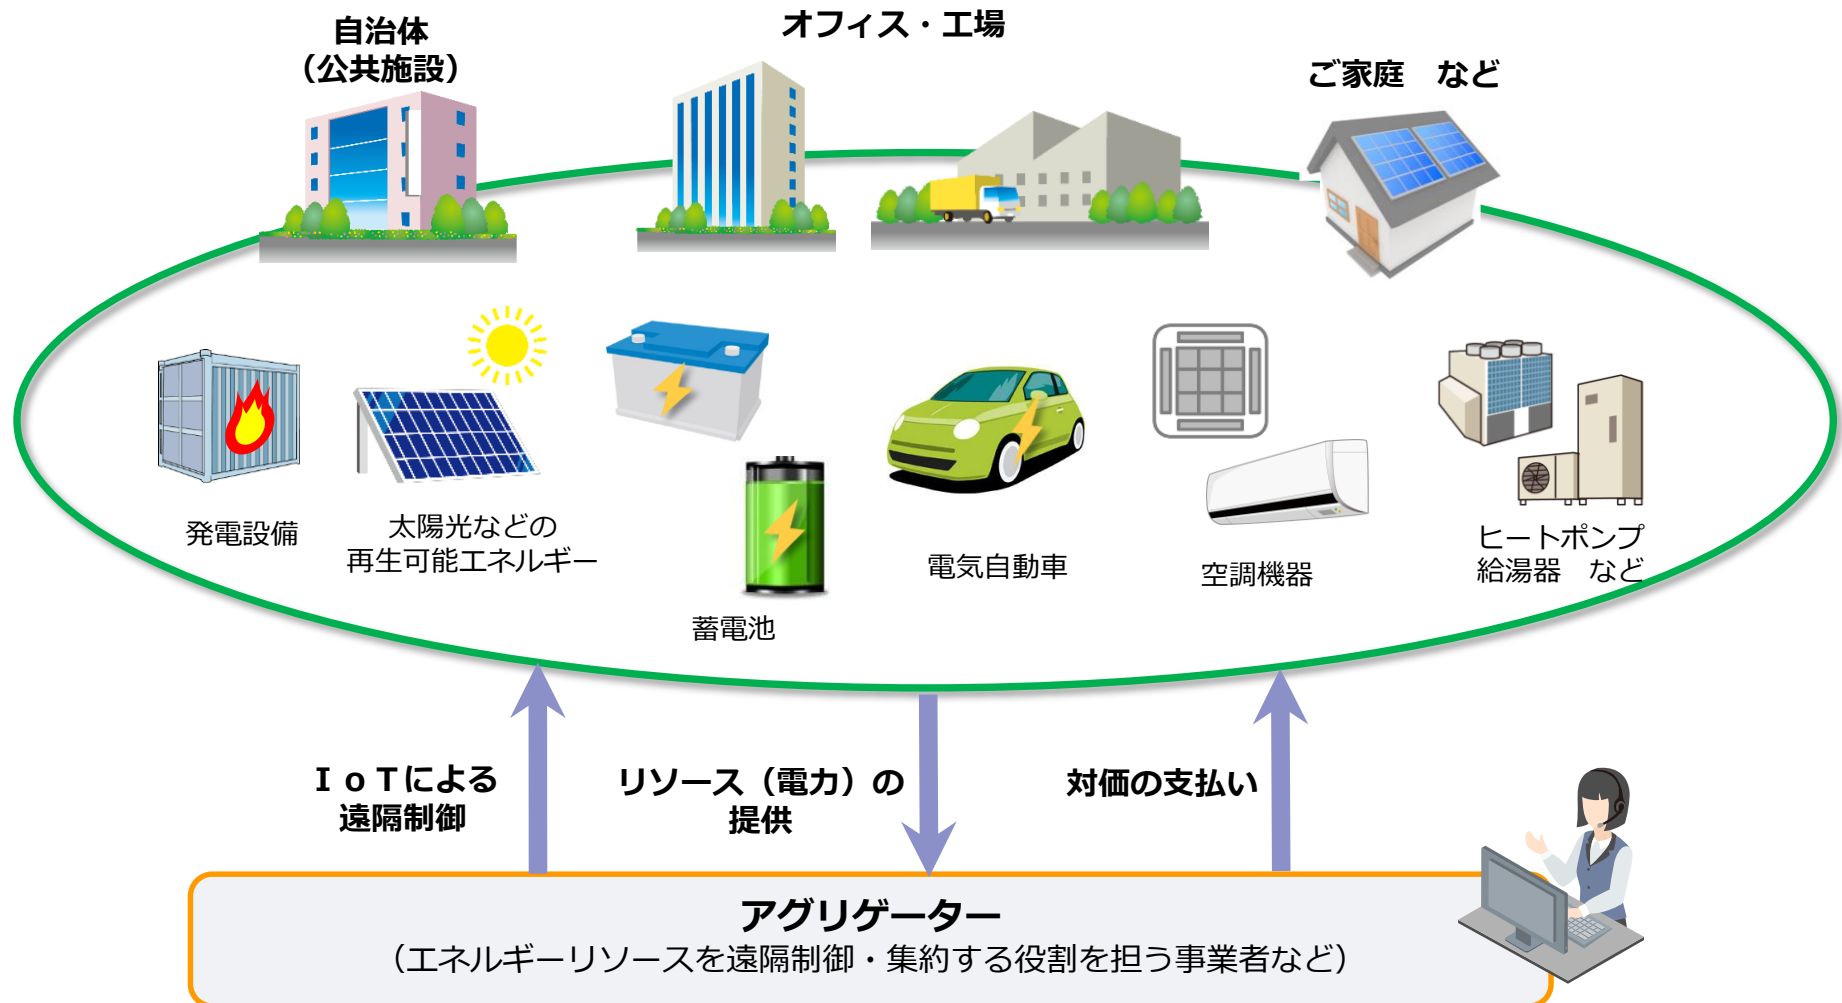 自治体
（公共施設）
オフィス・工場
ご家庭　など
発電設備
太陽光などの
再生可能エネルギー
蓄電池
電気自動車
空調機器
ヒートポンプ
給湯器　など
ＩｏＴによる
遠隔制御
リソース（電力）の
提供
対価の支払い
アグリゲーター
（エネルギーリソースを遠隔制御・集約する役割を担う事業者など）